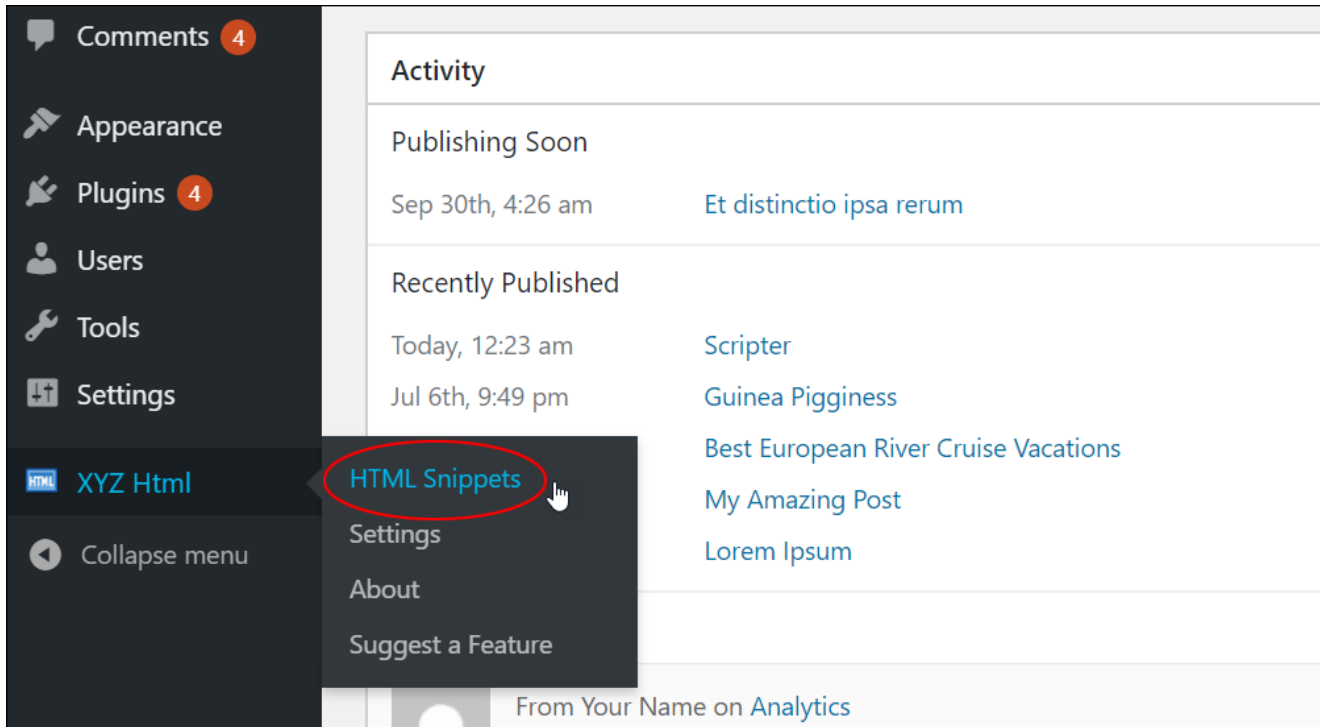 Comments 4
Appearance
Plugins 4
Users
Tools
Settings
HTML
XYZ Html
Collapse menu
HTML Snippets
Settings
About
Suggest a Feature
Activity
Publishing Soon
Sep 30th, 4:26 am Et distinctio ipsa rerum
Recently Published
Today, 12:23 am Scripter
Jul 6th, 9:49 pm Guinea Pigginess
Best European River Cruise Vacations
My Amazing Post
Lorem Ipsum
From Your Name on Analytics